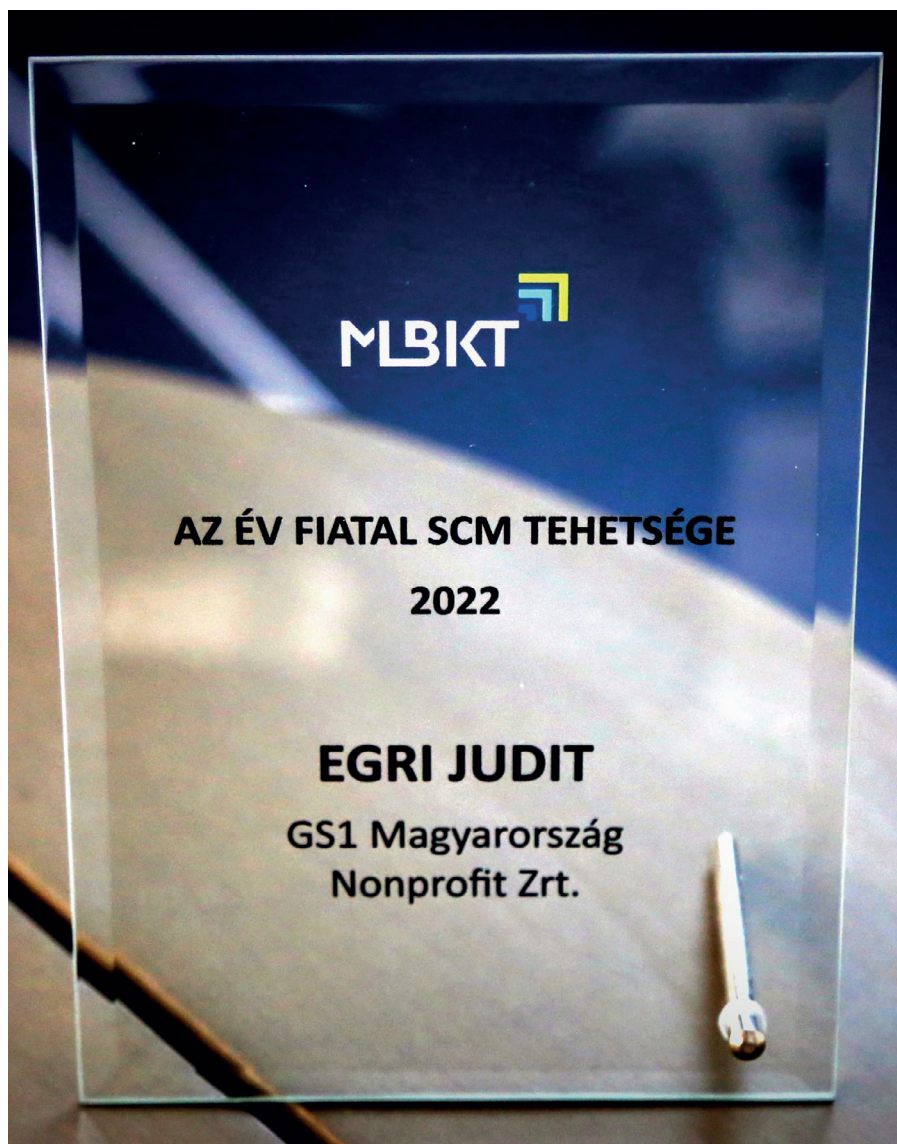 MLBKT
AZ ÉV FIATAL SCM TEHETSÉGE
2022
EGRI JUDIT
GS1 Magyarország
Nonprofit Zrt.